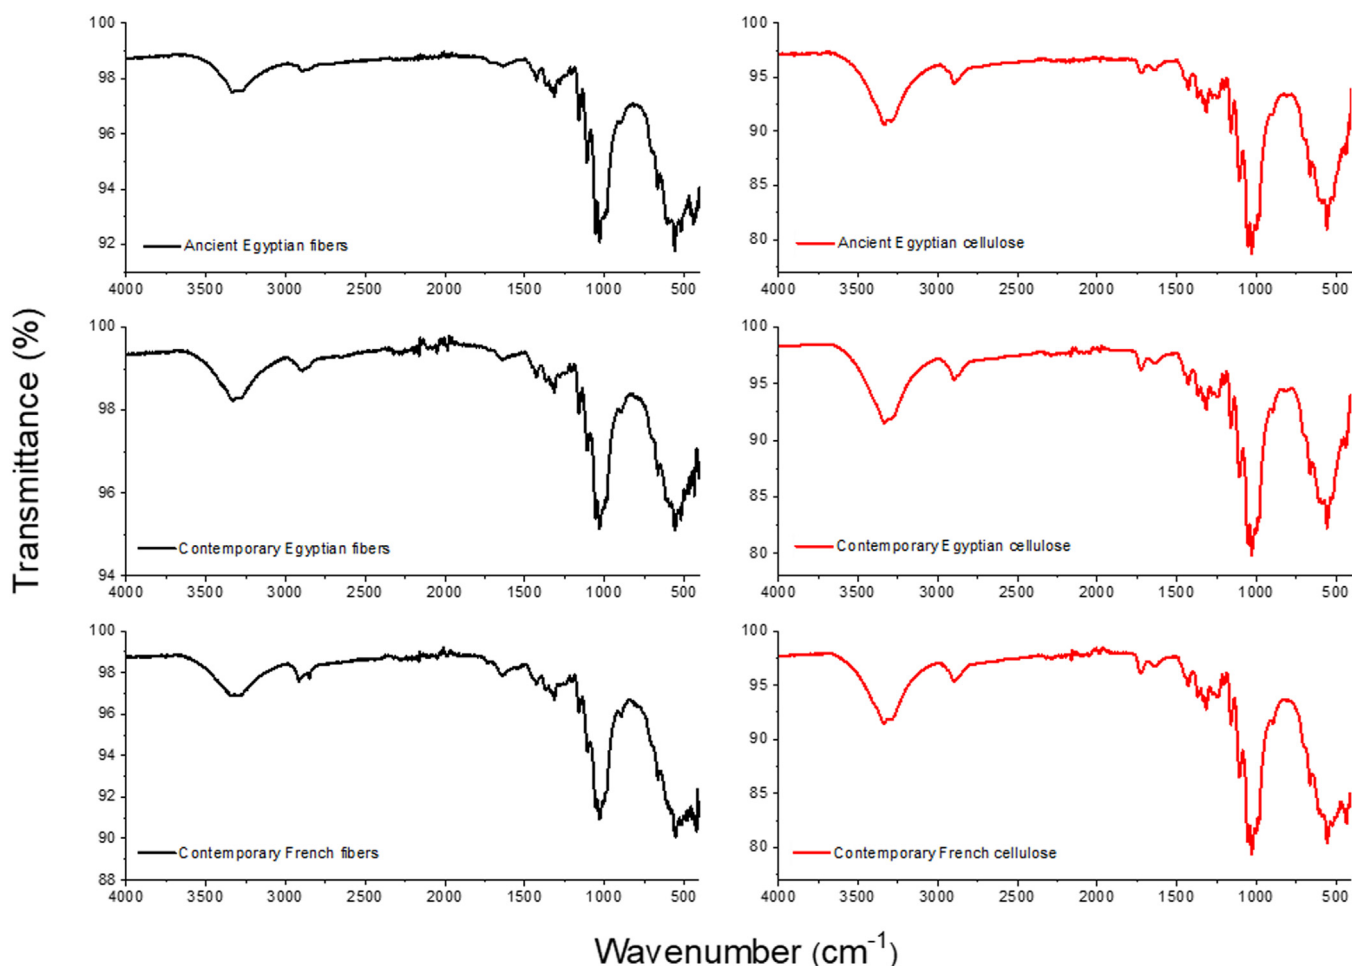 100
98
96
94
92
Ancient Egyptian fibers
4000 3500 3000 2500 2000 1500 1000 500
100
95
90
85
80
Ancient Egyptian cellulose
4000 3500 3000 2500 2000 1500 1000 500
Transmittance (%)
100
98
96
94
Contemporary Egyptian fibers
4000 3500 3000 2500 2000 1500 1000 500
100
95
90
85
80
Contemporary Egyptian cellulose
4000 3500 3000 2500 2000 1500 1000 500
100
98
96
94
92
90
88
Contemporary French fibers
4000 3500 3000 2500 2000 1500 1000 500
100
95
90
85
80
Contemporary French cellulose
4000 3500 3000 2500 2000 1500 1000 500
Wavenumber (cm⁻¹)